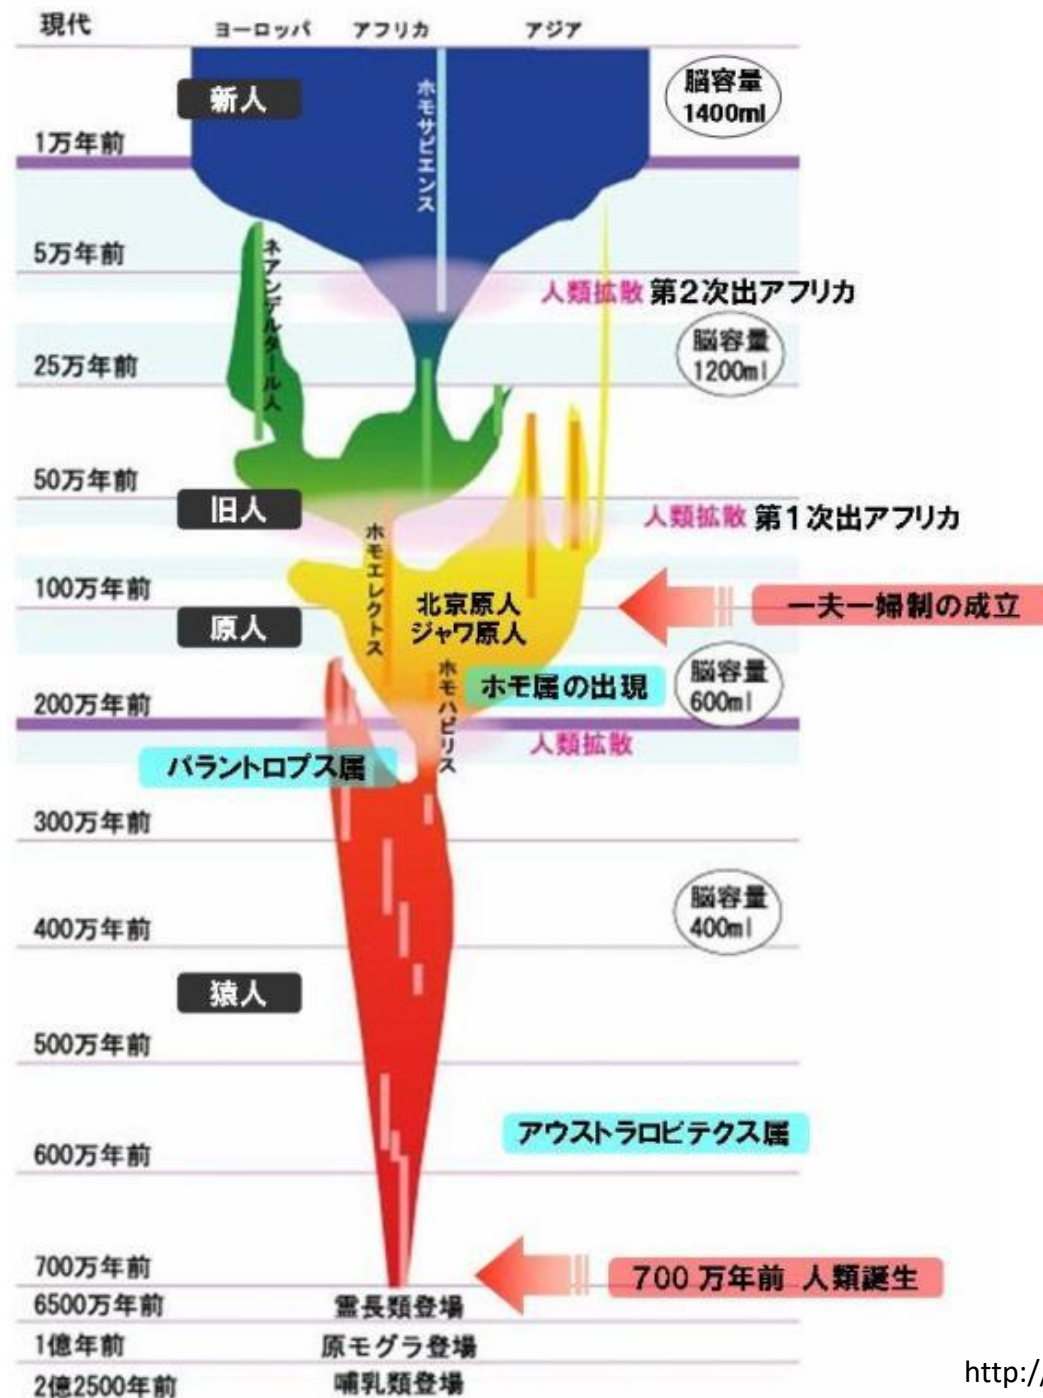 現代
ヨーロッパ アフリカ アジア
新人
ホモサピエンス
脳容量
1400ml
1万年前
5万年前
ネアンデルタール人
人類拡散 第2次出アフリカ
脳容量
1200ml
25万年前
50万年前
旧人
人類拡散 第1次出アフリカ
ホモエレクトス
100万年前
北京原人
ジャワ原人
一夫一婦制の成立
原人
ホモハビリス
ホモ属の出現
脳容量
600ml
200万年前
人類拡散
パラントロプス属
300万年前
脳容量
400ml
400万年前
猿人
500万年前
アウストラロピテクス属
600万年前
700万年前
700万年前 人類誕生
6500万年前 霊長類登場
1億年前 原モグラ登場
2億2500年前 哺乳類登場
http://